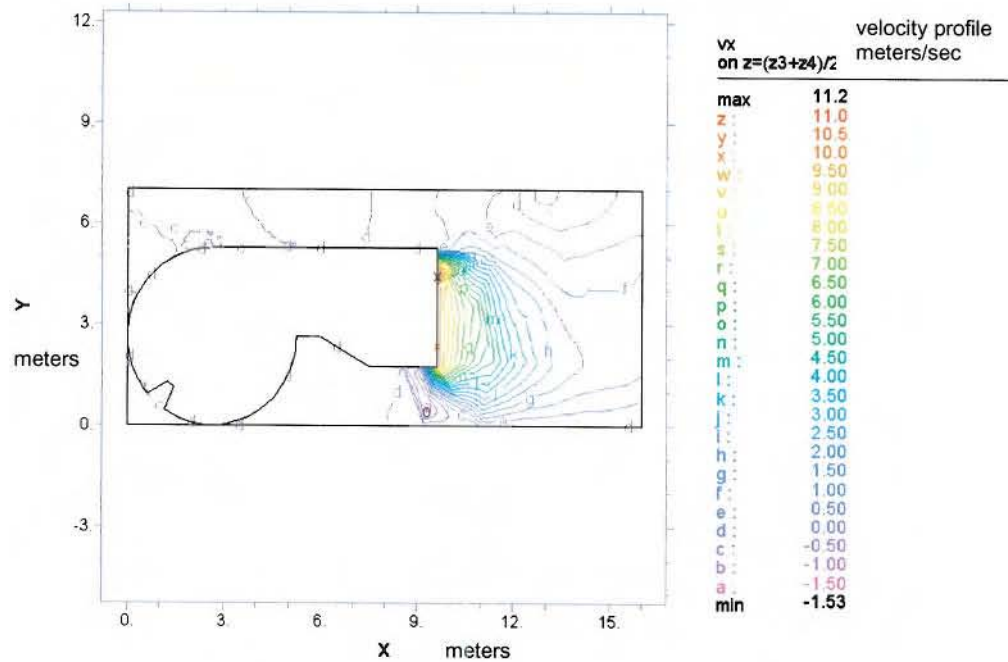 velocity profile
meters/sec
vx
on z=(z3+z4)/2
max 11.2
z : 11.0
y : 10.5
x : 10.0
w : 9.50
v : 9.00
u : 8.50
t : 8.00
s : 7.50
r : 7.00
q : 6.50
p : 6.00
o : 5.50
n : 5.00
m : 4.50
l : 4.00
k : 3.50
j : 3.00
i : 2.50
h : 2.00
g : 1.50
f : 1.00
e : 0.50
d : 0.00
c : -0.50
b : -1.00
a : -1.50
min -1.53
12.
9.
6.
3.
0.
-3.
Y
meters
0. 3. 6. 9. 12. 15.
X meters